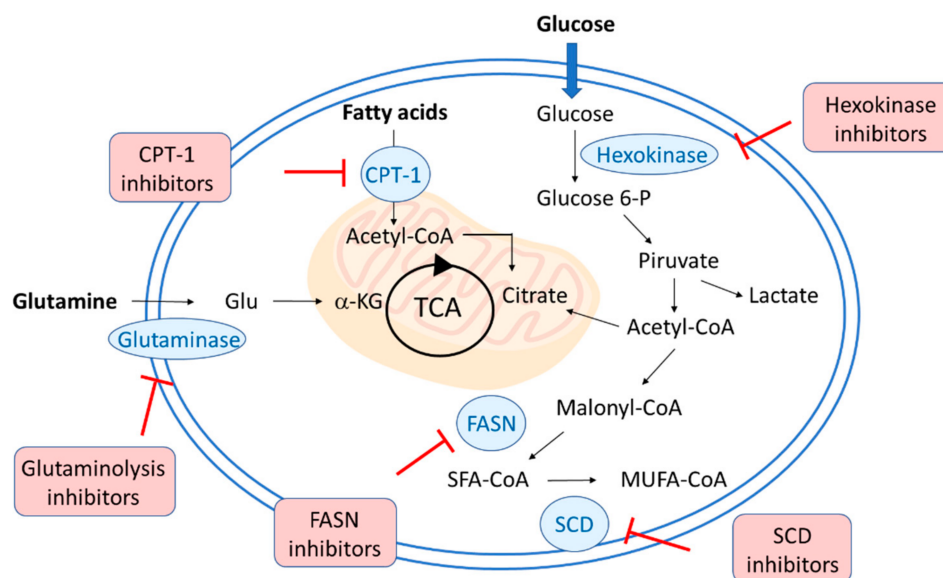 Glucose
Glucose
Hexokinase
inhibitors
Fatty acids
CPT-1
inhibitors
CPT-1
Hexokinase
Glucose 6-P
Acetyl-CoA
Piruvate
Glutamine
Glu
α-KG
TCA
Citrate
Lactate
Glutaminase
Acetyl-CoA
Malonyl-CoA
FASN
Glutaminolysis
inhibitors
SFA-CoA
MUFA-CoA
FASN
inhibitors
SCD
SCD
inhibitors